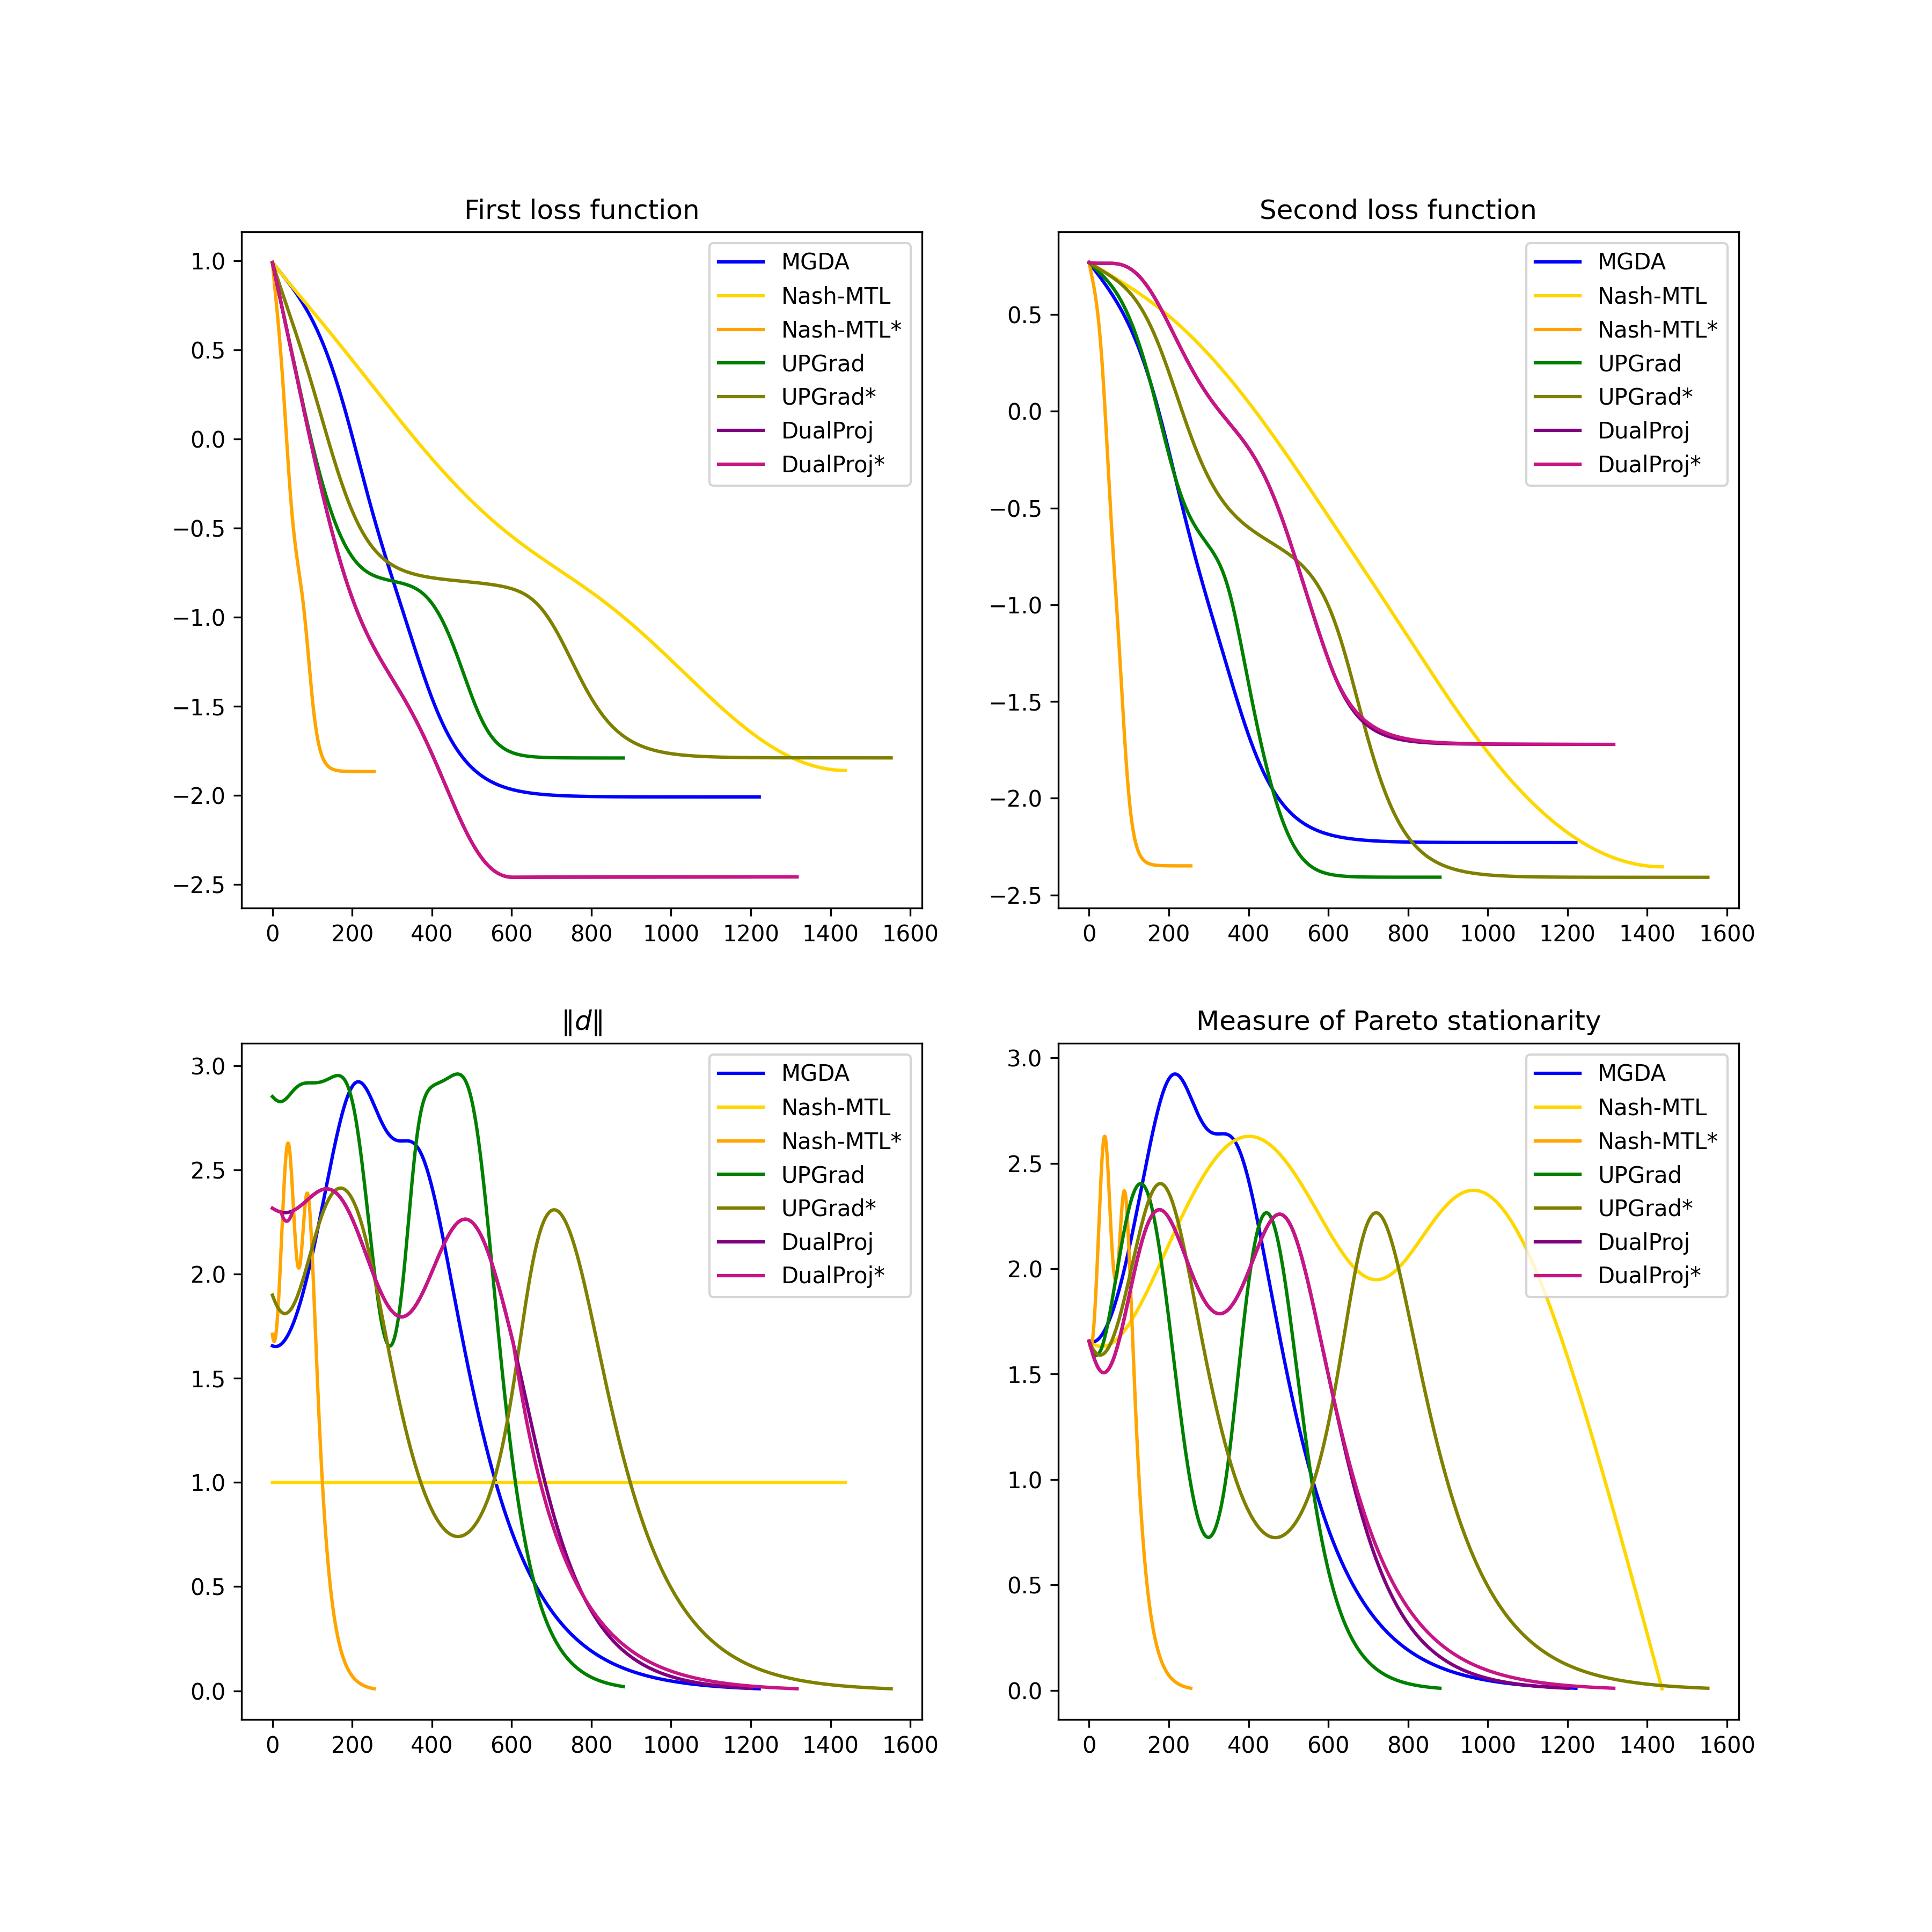 First loss function
1.0
0.5
0.0
−0.5
−1.0
−1.5
−2.0
−2.5
0 200 400 600 800 1000 1200 1400 1600
MGDA
Nash-MTL
Nash-MTL*
UPGrad
UPGrad*
DualProj
DualProj*
Second loss function
0.5
0.0
−0.5
−1.0
−1.5
−2.0
−2.5
0 200 400 600 800 1000 1200 1400 1600
MGDA
Nash-MTL
Nash-MTL*
UPGrad
UPGrad*
DualProj
DualProj*
‖d‖
3.0
2.5
2.0
1.5
1.0
0.5
0.0
0 200 400 600 800 1000 1200 1400 1600
MGDA
Nash-MTL
Nash-MTL*
UPGrad
UPGrad*
DualProj
DualProj*
Measure of Pareto stationarity
3.0
2.5
2.0
1.5
1.0
0.5
0.0
0 200 400 600 800 1000 1200 1400 1600
MGDA
Nash-MTL
Nash-MTL*
UPGrad
UPGrad*
DualProj
DualProj*